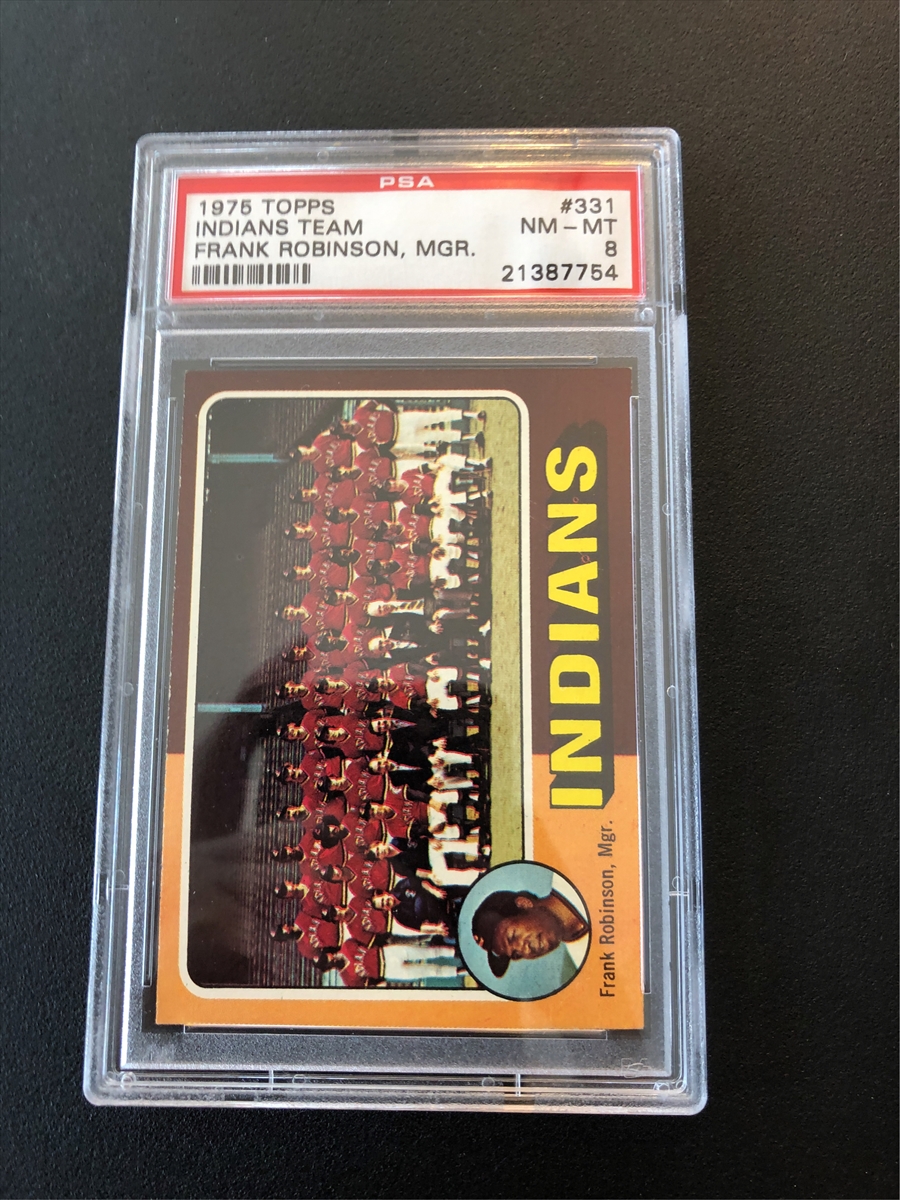 PSA
1975 TOPPS #331
INDIANS TEAM NM - MT
FRANK ROBINSON, MGR. 8
21387754
INDIANS
Frank Robinson, Mgr.